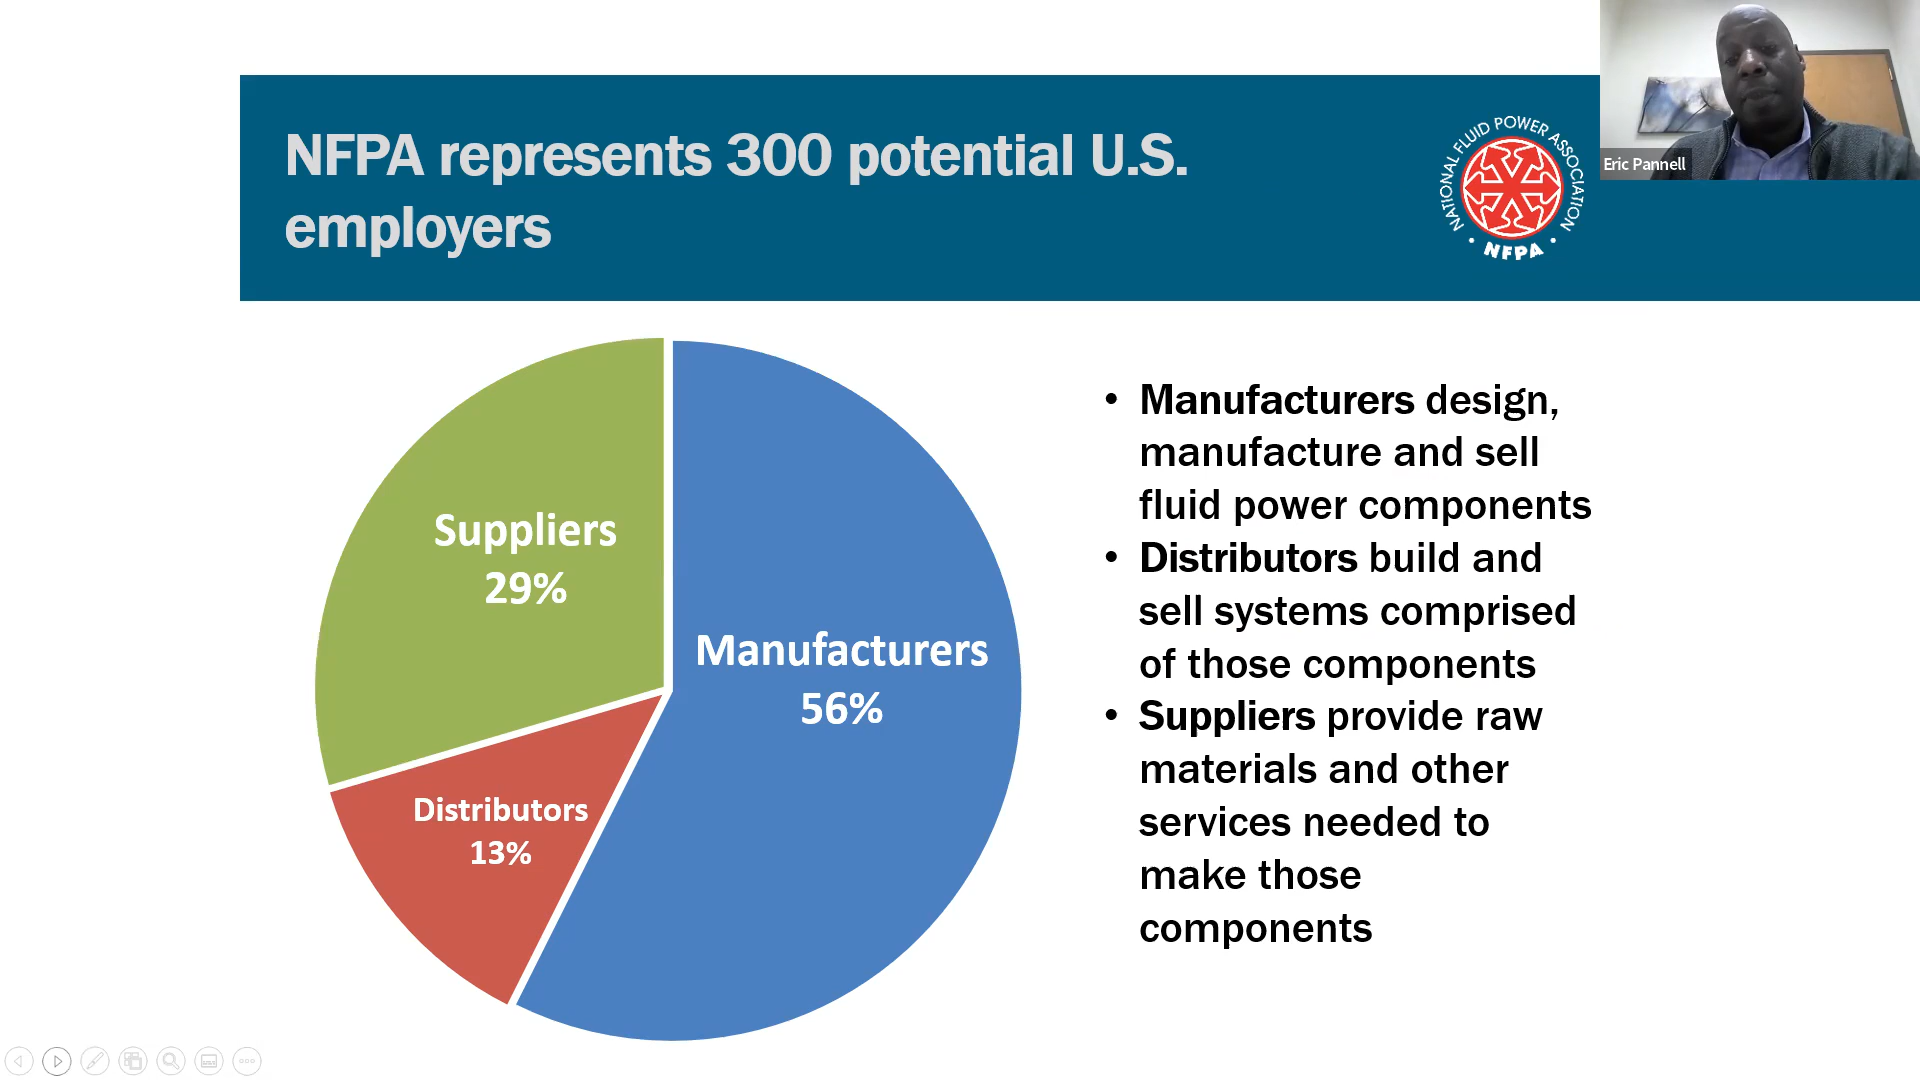 NFPA represents 300 potential U.S.
employers
NATIONAL FLUID POWER ASSOCIATION
• NFPA •
Eric Pannell
Suppliers
29%
Manufacturers
56%
Distributors
13%
• Manufacturers design,
manufacture and sell
fluid power components
• Distributors build and
sell systems comprised
of those components
• Suppliers provide raw
materials and other
services needed to
make those
components